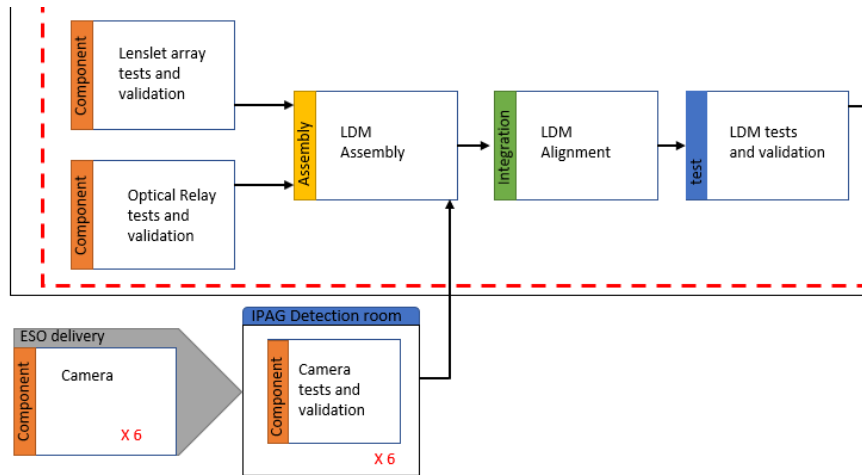 Component
Lenslet array
tests and
validation
Component
Optical Relay
tests and
validation
Assembly
LDM
Assembly
Integration
LDM
Alignment
test
LDM tests
and validation
ESO delivery
Component
Camera
X 6
IPAG Detection room
Component
Camera
tests and
validation
X 6